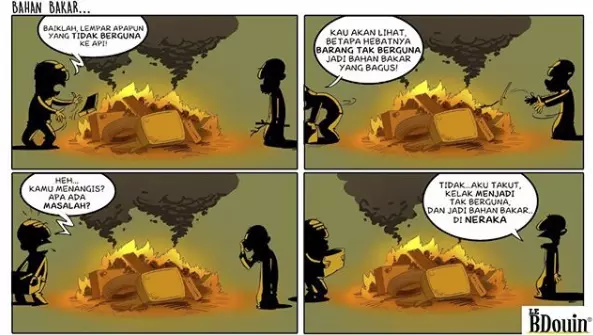 BAHAN BAKAR...
BAIKLAH, LEMPAR APAPUN
YANG TIDAK BERGUNA
KE API!
KAU AKAN LIHAT,
BETAPA HEBATNYA
BARANG TAK BERGUNA
JADI BAHAN BAKAR
YANG BAGUS!
HEH...
KAMU MENANGIS?
APA ADA
MASALAH?
TIDAK...AKU TAKUT,
KELAK MENJADI
TAK BERGUNA,
DAN JADI BAHAN BAKAR..
DI NERAKA
LE
BDouin®